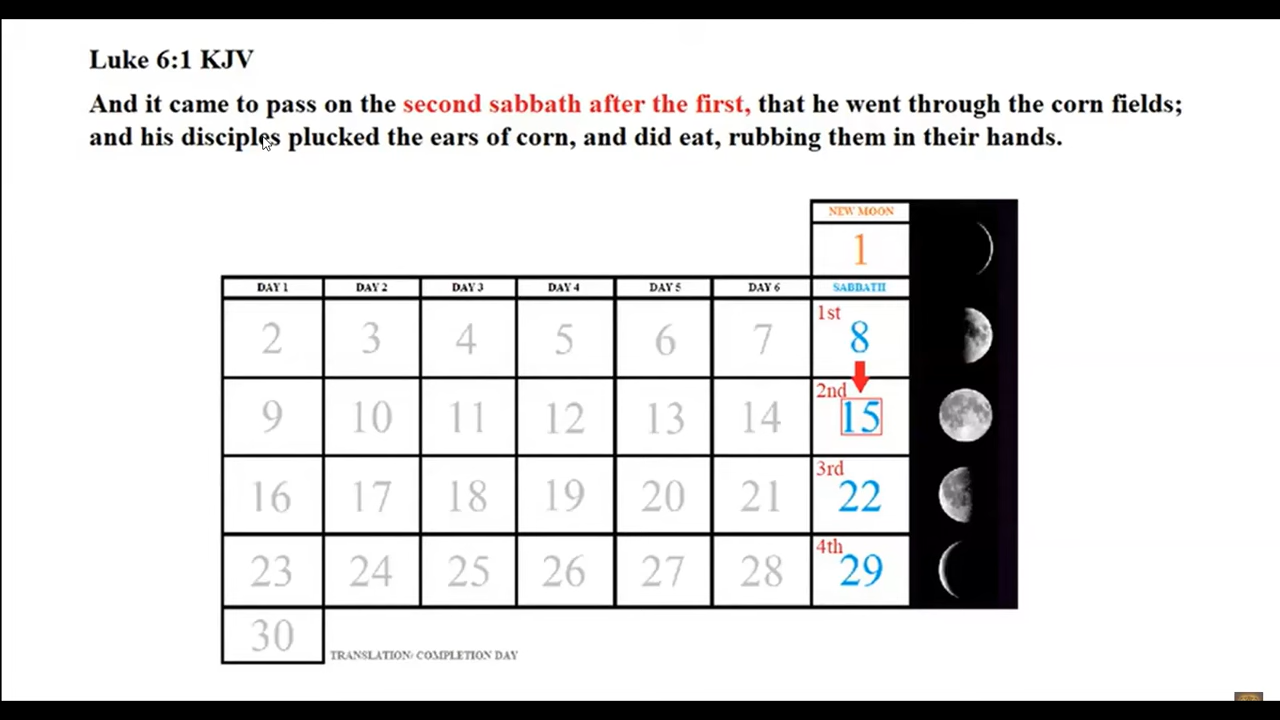 Luke 6:1 KJV
And it came to pass on the second sabbath after the first, that he went through the corn fields;
and his disciples plucked the ears of corn, and did eat, rubbing them in their hands.
NEW MOON
1
DAY 1 DAY 2 DAY 3 DAY 4 DAY 5 DAY 6 SABBATH
2 3 4 5 6 7 1st 8
9 10 11 12 13 14 2nd 15
16 17 18 19 20 21 3rd 22
23 24 25 26 27 28 4th 29
30
TRANSLATION/ COMPLETION DAY